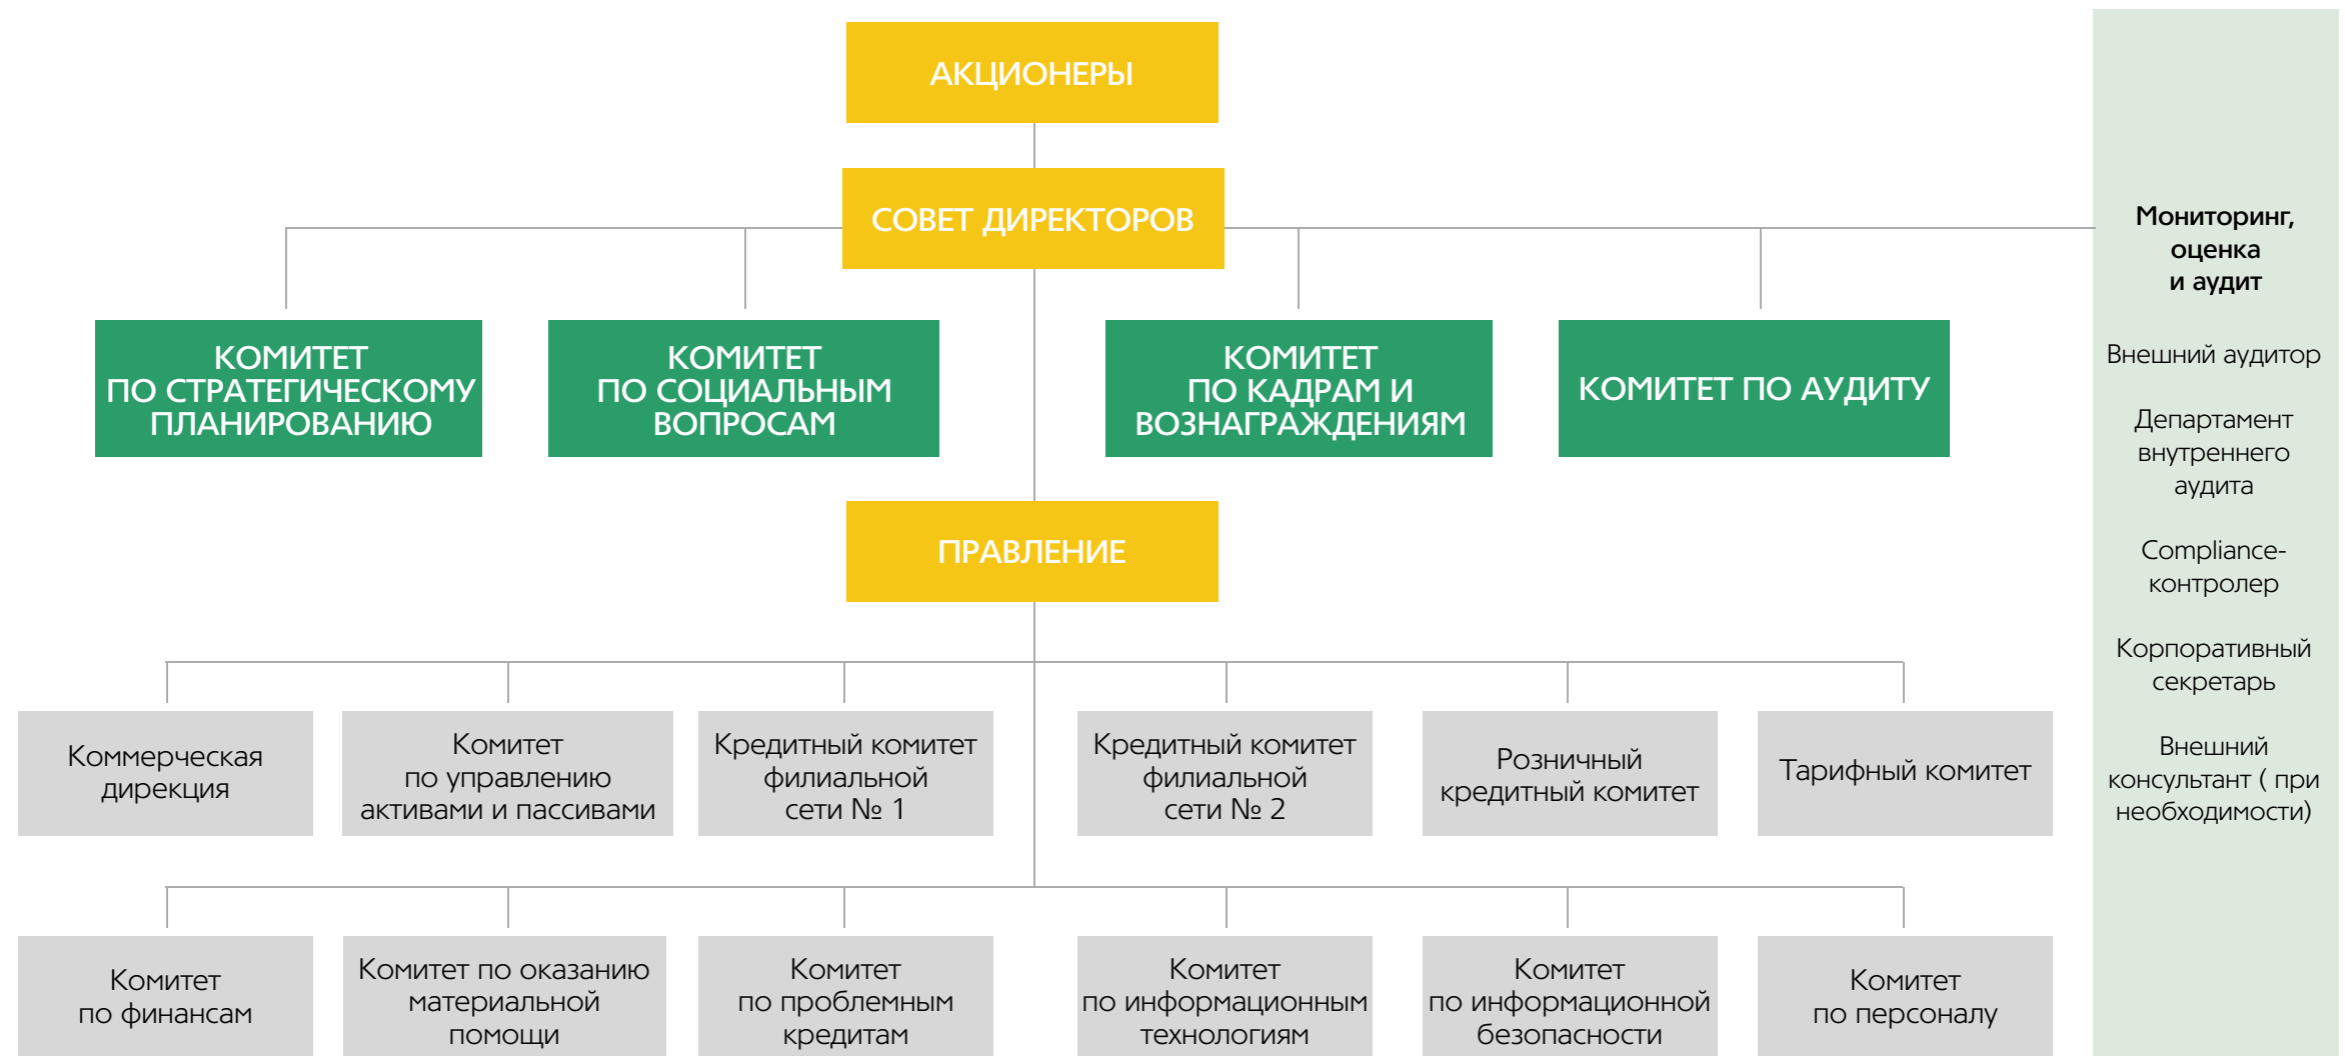 АКЦИОНЕРЫ
СОВЕТ ДИРЕКТОРОВ
КОМИТЕТ
ПО СТРАТЕГИЧЕСКОМУ
ПЛАНИРОВАНИЮ
КОМИТЕТ
ПО СОЦИАЛЬНЫМ
ВОПРОСАМ
КОМИТЕТ
ПО КАДРАМ И
ВОЗНАГРАЖДЕНИЯМ
КОМИТЕТ ПО АУДИТУ
ПРАВЛЕНИЕ
Коммерческая
дирекция
Комитет
по управлению
активами и пассивами
Кредитный комитет
филиальной
сети № 1
Кредитный комитет
филиальной
сети № 2
Розничный
кредитный комитет
Тарифный комитет
Комитет
по финансам
Комитет по оказанию
материальной
помощи
Комитет
по проблемным
кредитам
Комитет
по информационным
технологиям
Комитет
по информационной
безопасности
Комитет
по персоналу
Мониторинг,
оценка
и аудит
Внешний аудитор
Департамент
внутреннего
аудита
Compliance-
контролер
Корпоративный
секретарь
Внешний
консультант ( при
необходимости)